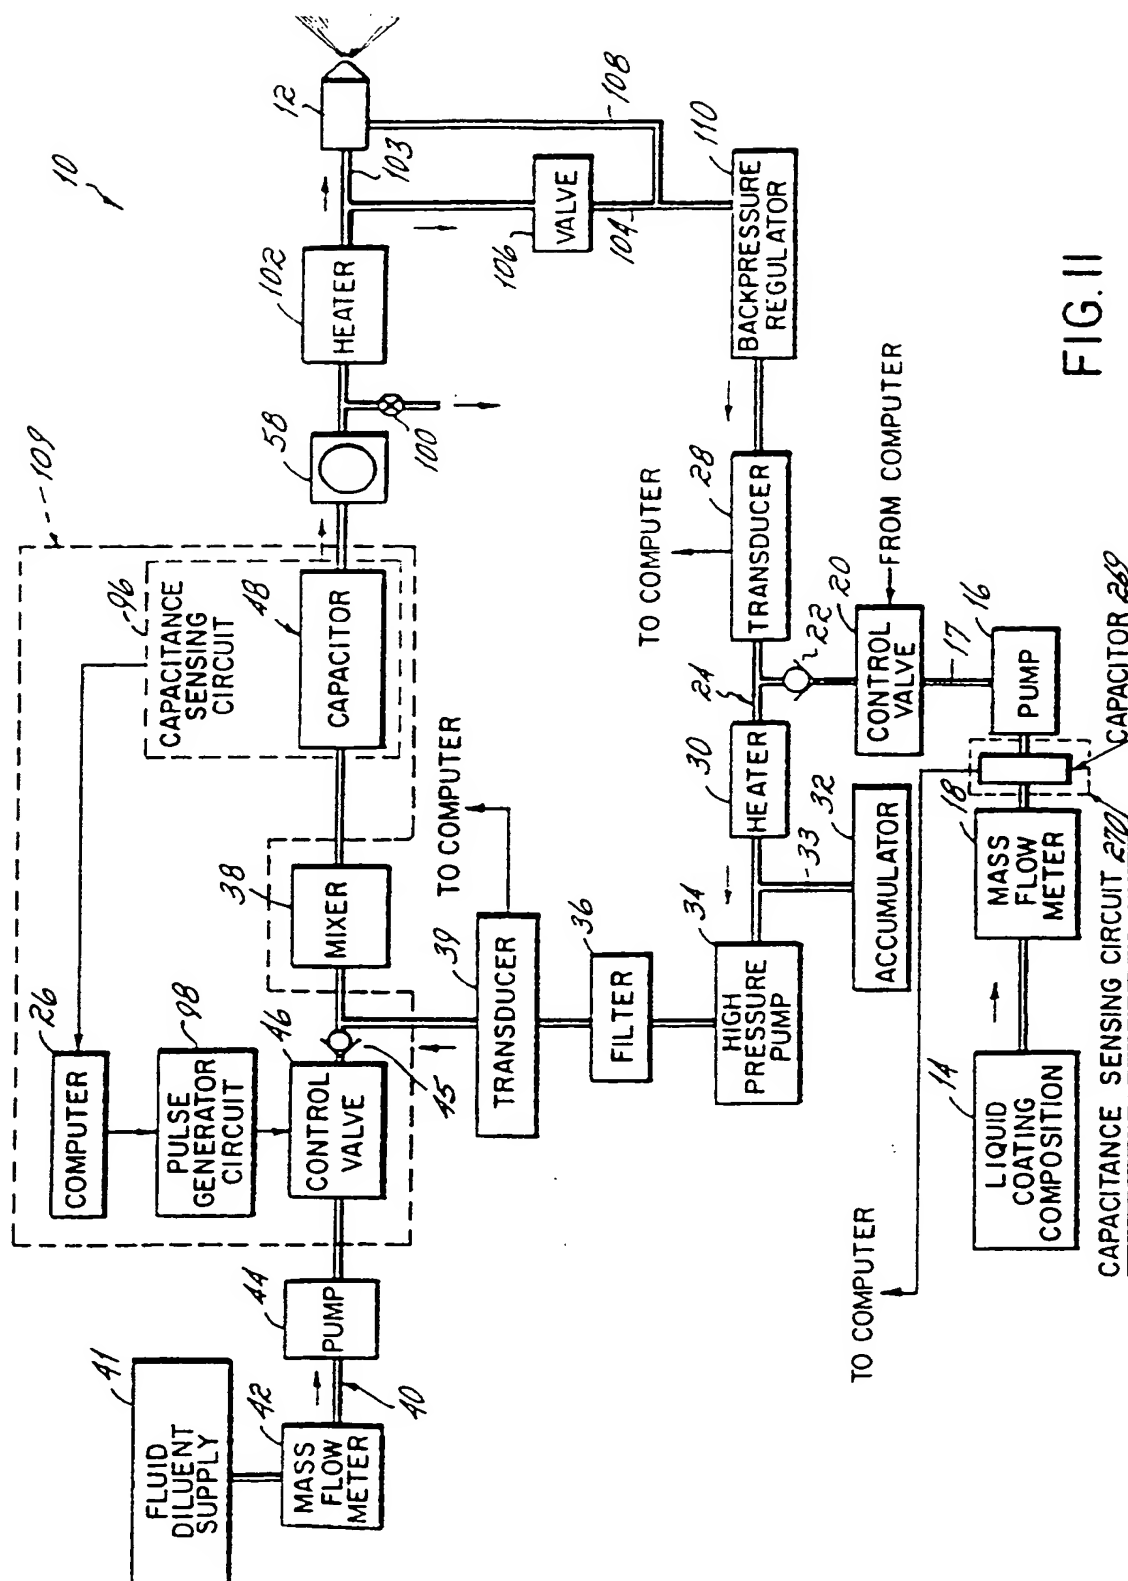 FLUID
DILUENT
SUPPLY
41
MASS
FLOW
METER
42
40
PUMP
44
COMPUTER
26
PULSE
GENERATOR
CIRCUIT
98
CONTROL
VALVE
46
45
MIXER
38
CAPACITANCE
SENSING
CIRCUIT
96
CAPACITOR
48
109
58
100
HEATER
102
103
12
10
108
VALVE
106
104
BACKPRESSURE
REGULATOR
110
TO COMPUTER
TRANSDUCER
28
24
22
HEATER
30
CONTROL
VALVE
20
FROM COMPUTER
17
PUMP
16
ACCUMULATOR
32
33
HIGH
PRESSURE
PUMP
34
FILTER
36
TRANSDUCER
39
TO COMPUTER
TO COMPUTER
LIQUID
COATING
COMPOSITION
14
MASS
FLOW
METER
18
CAPACITOR 269
CAPACITANCE SENSING CIRCUIT 270
FIG. 11